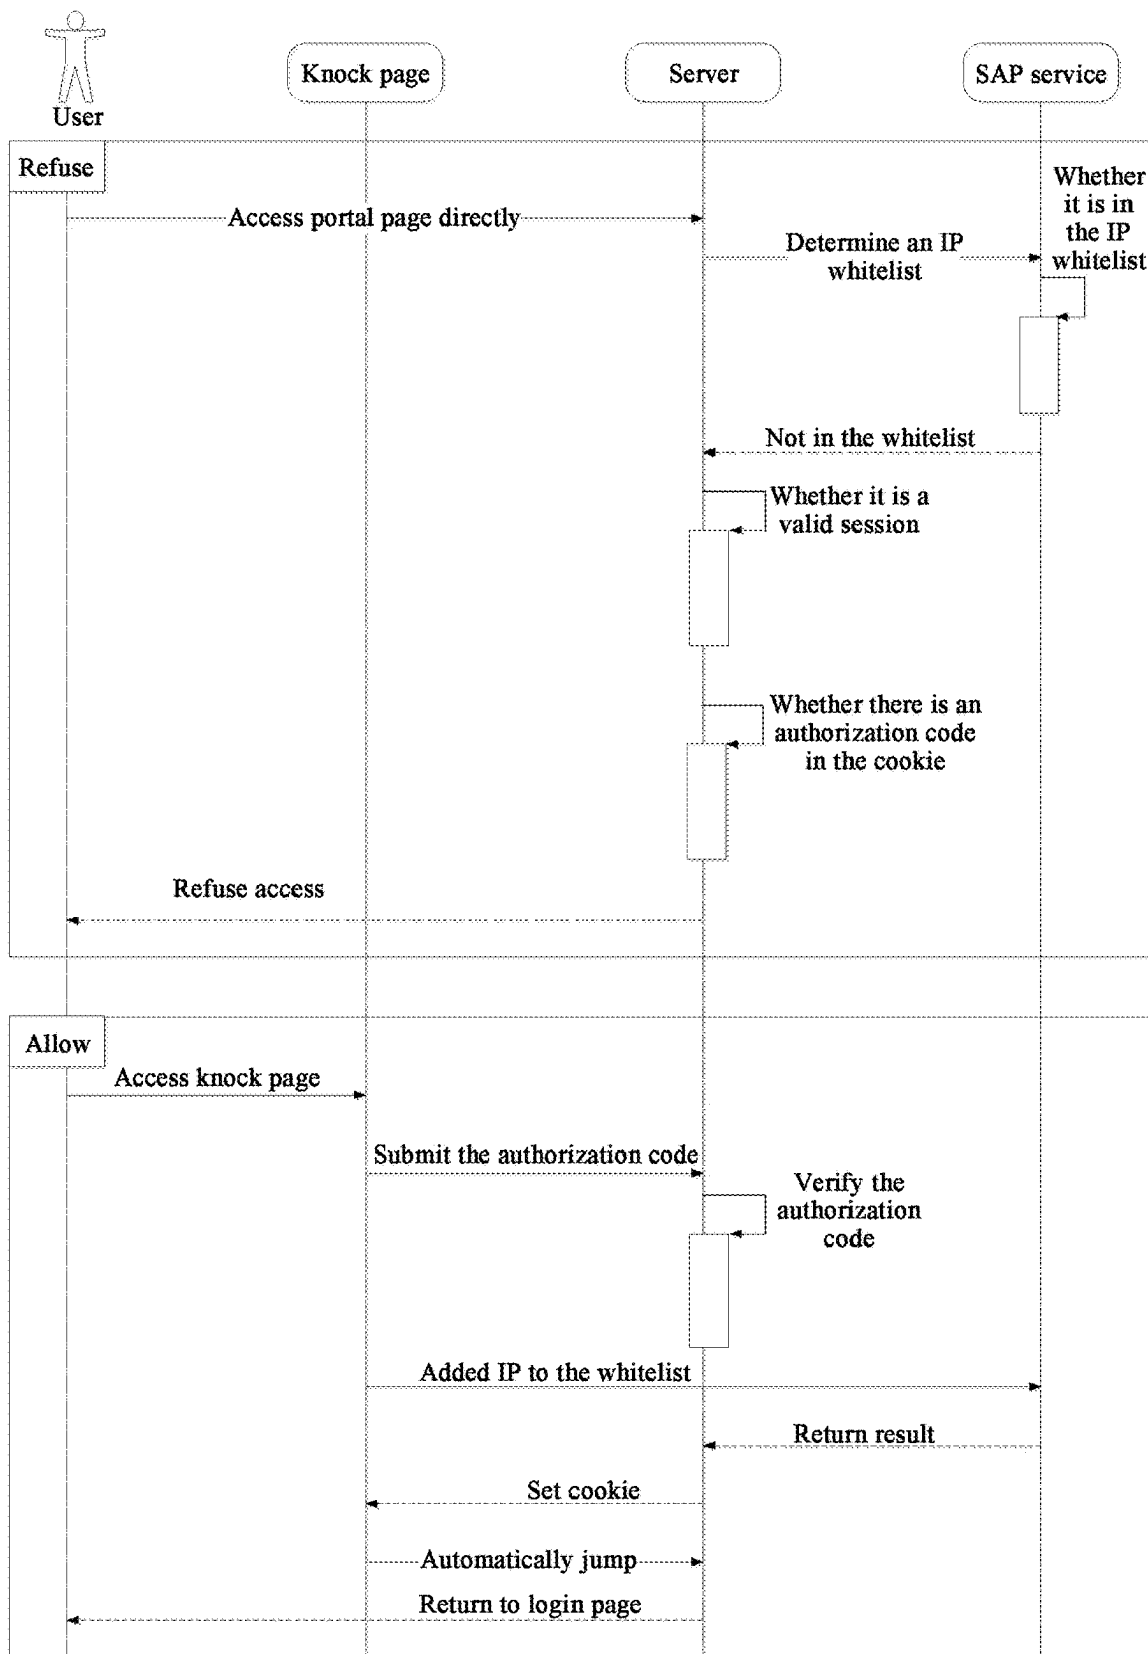 User
Knock page
Server
SAP service
Refuse
Whether
it is in
the IP
whitelist
Access portal page directly
Determine an IP
whitelist
Not in the whitelist
Whether it is a
valid session
Whether there is an
authorization code
in the cookie
Refuse access
Allow
Access knock page
Submit the authorization code
Verify the
authorization
code
Added IP to the whitelist
Return result
Set cookie
Automatically jump
Return to login page